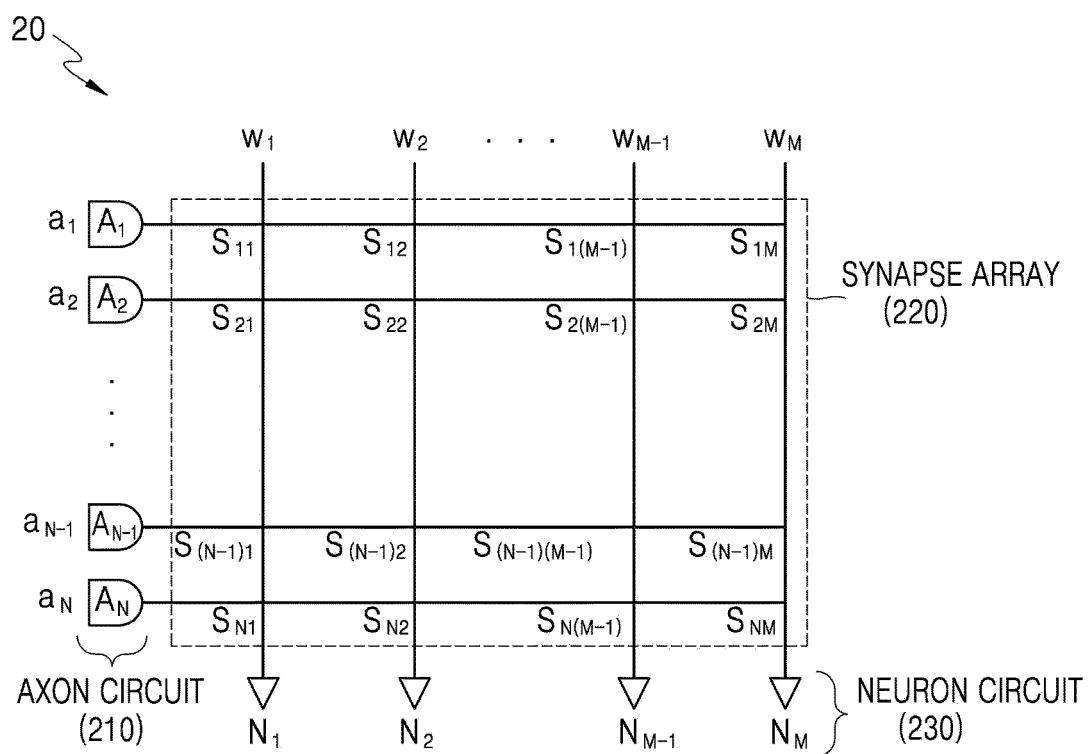 20
w1 w2 · · · wM-1 wM
a1 A1
S11 S12 S1(M-1) S1M
a2 A2
S21 S22 S2(M-1) S2M
SYNAPSE ARRAY
(220)
aN-1 AN-1
S(N-1)1 S(N-1)2 S(N-1)(M-1) S(N-1)M
aN AN
SN1 SN2 SN(M-1) SNM
AXON CIRCUIT
(210)
N1 N2 NM-1 NM
NEURON CIRCUIT
(230)